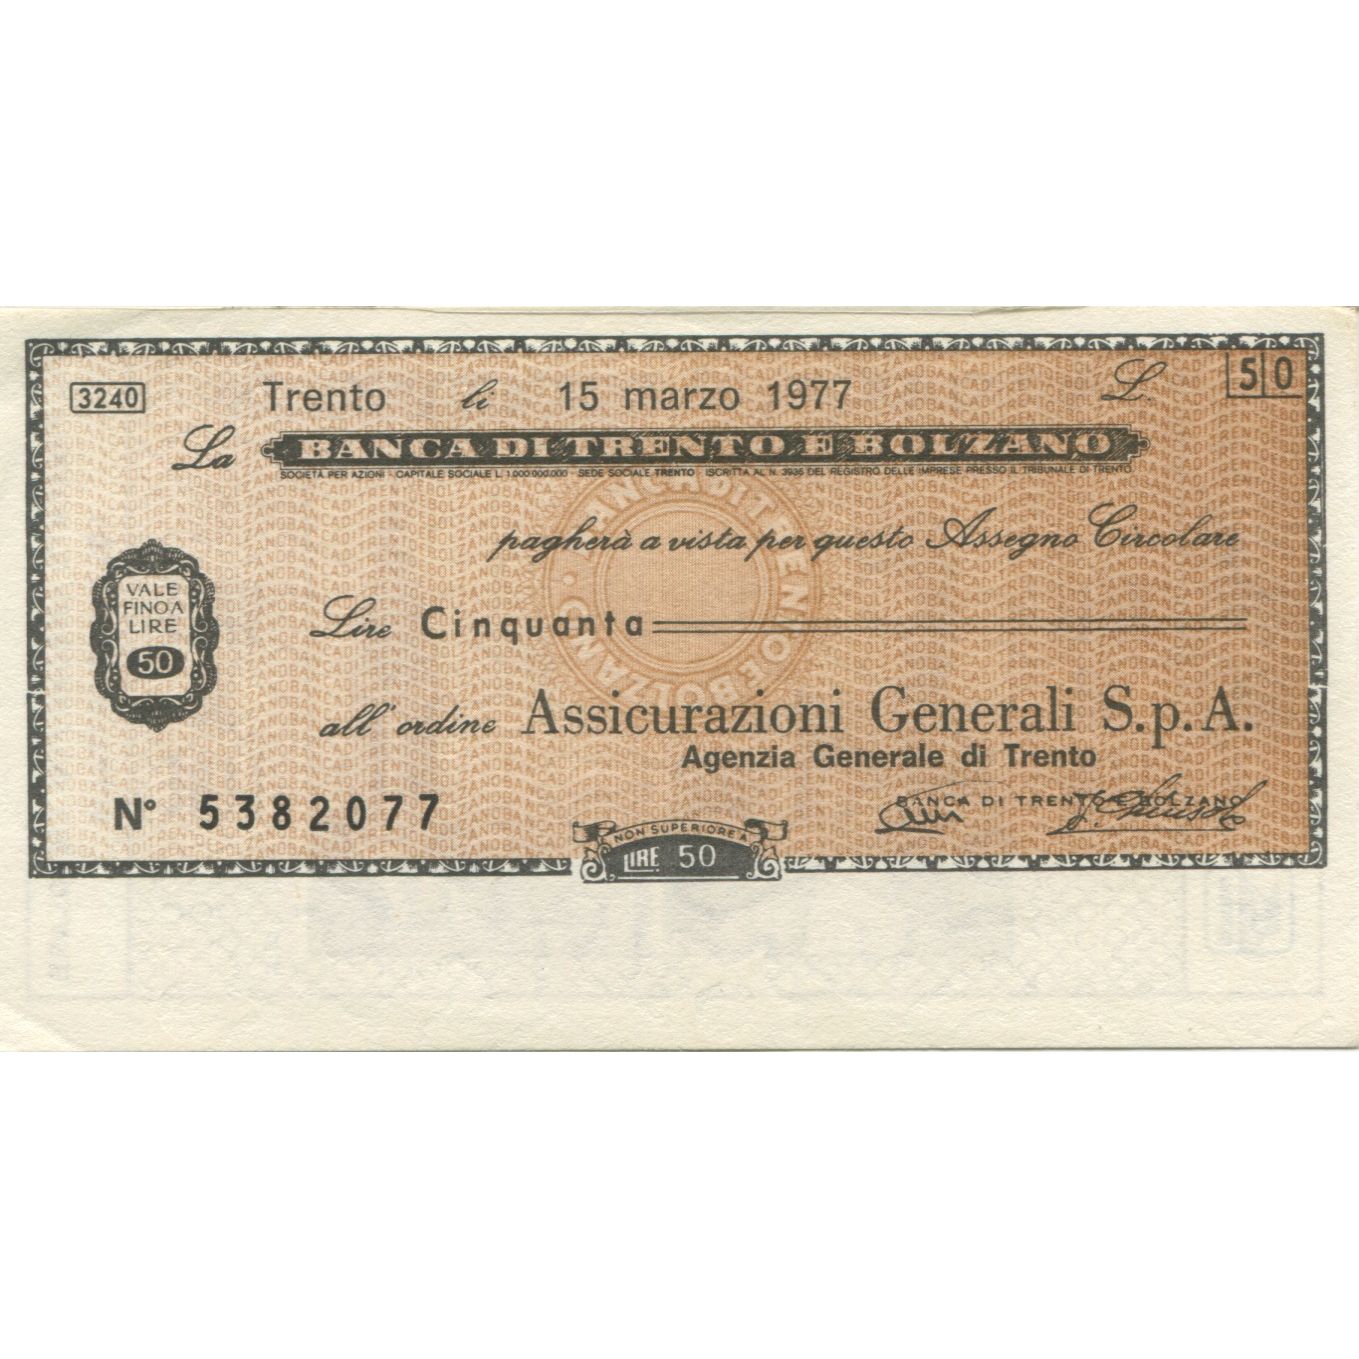 3240 Trento li 15 marzo 1977 L. 50
La BANCA DI TRENTO E BOLZANO
SOCIETÀ PER AZIONI - CAPITALE SOCIALE L. 1.000.000.000 - SEDE SOCIALE TRENTO - ISCRITTA AL N. 3935 DEL REGISTRO DELLE IMPRESE PRESSO IL TRIBUNALE DI TRENTO
pagherà a vista per questo Assegno Circolare
VALE
FINO A
LIRE
50
Lire Cinquanta
all'ordine Assicurazioni Generali S.p.A.
Agenzia Generale di Trento
N° 5382077
BANCA DI TRENTO E BOLZANO
NON SUPERIORE A
LIRE 50